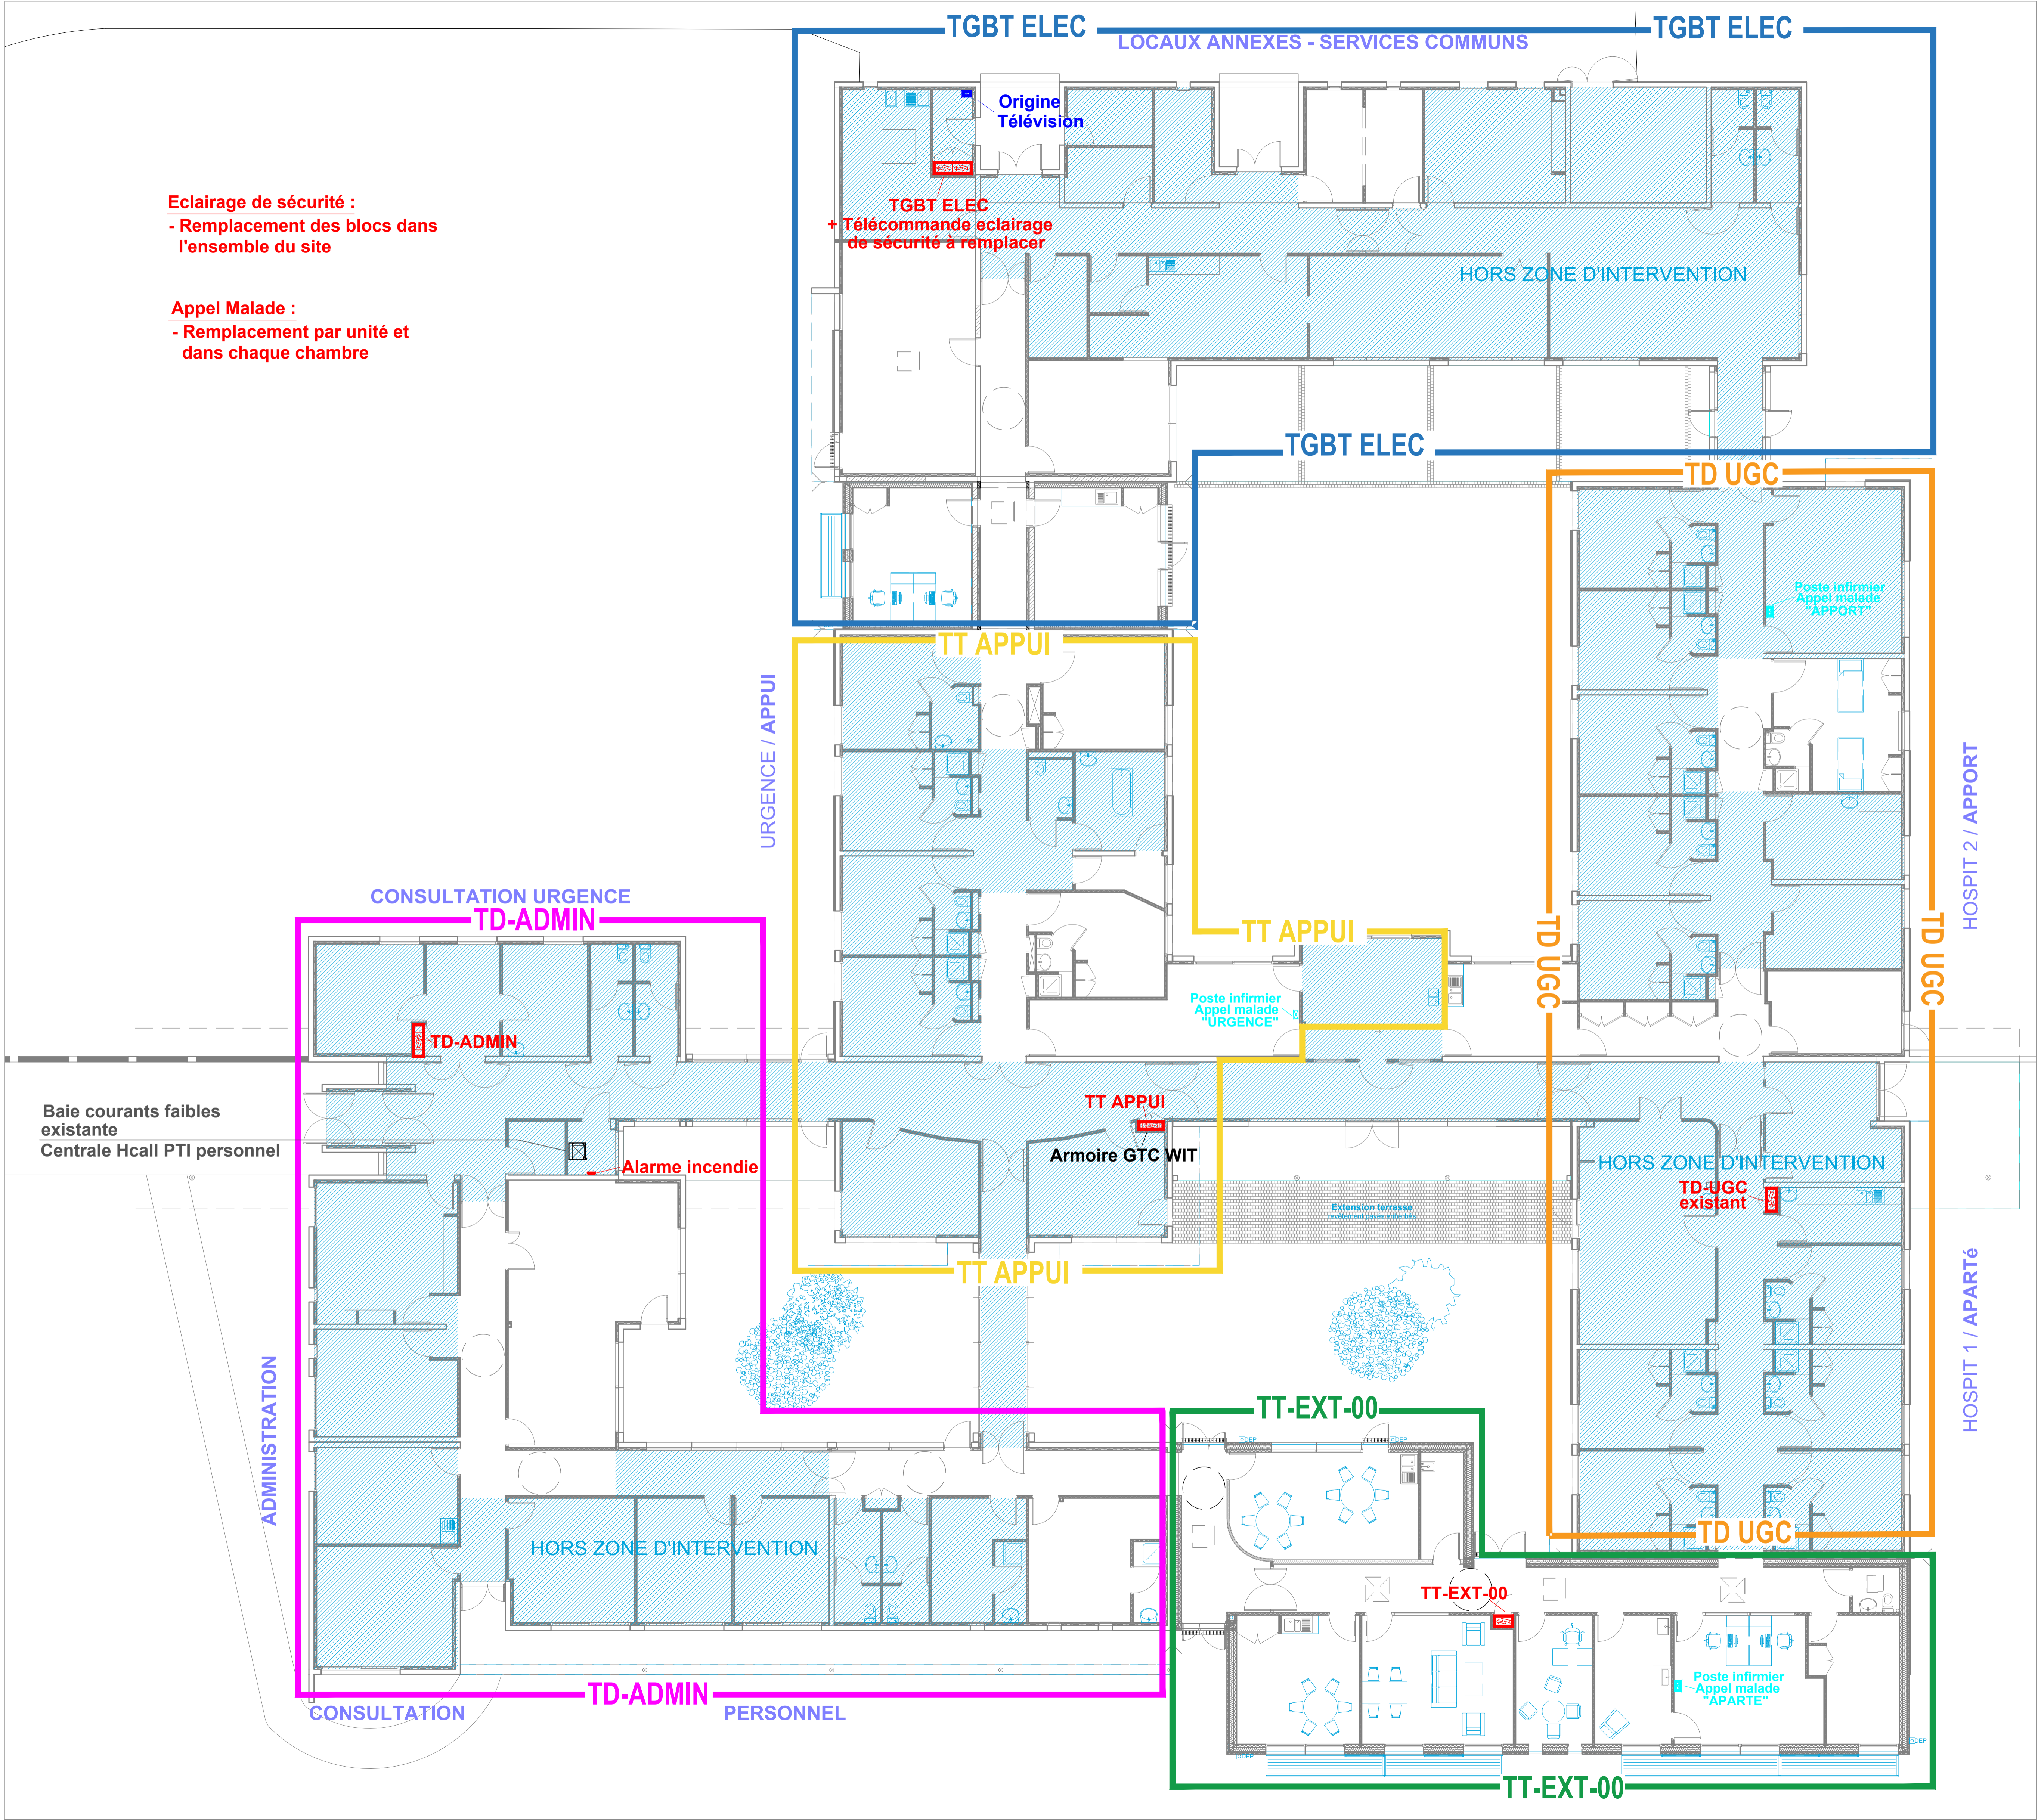 TGBT ELEC
TGBT ELEC
LOCAUX ANNEXES - SERVICES COMMUNS
Origine
Télévision
Eclairage de sécurité :
- Remplacement des blocs dans
l'ensemble du site
TGBT ELEC
+ Télécommande eclairage
de sécurité à remplacer
HORS ZONE D'INTERVENTION
Appel Malade :
- Remplacement par unité et
dans chaque chambre
TGBT ELEC
TD UGC
Poste infirmier
Appel malade
"APPORT"
TT APPUI
URGENCE / APPUI
HOSPIT 2 / APPORT
CONSULTATION URGENCE
TD-ADMIN
TT APPUI
TD UGC
TD UGC
Poste infirmier
Appel malade
"URGENCE"
TD-ADMIN
Baie courants faibles
existante
Centrale Hcall PTI personnel
TT APPUI
Armoire GTC WIT
Alarme incendie
HORS ZONE D'INTERVENTION
TD-UGC
existant
Extension terrasse
TT APPUI
HOSPIT 1 / APARTé
ADMINISTRATION
TT-EXT-00
DEP
DEP
TD UGC
HORS ZONE D'INTERVENTION
TT-EXT-00
Poste infirmier
Appel malade
"APARTE"
TD-ADMIN
CONSULTATION
PERSONNEL
DEP
DEP
TT-EXT-00